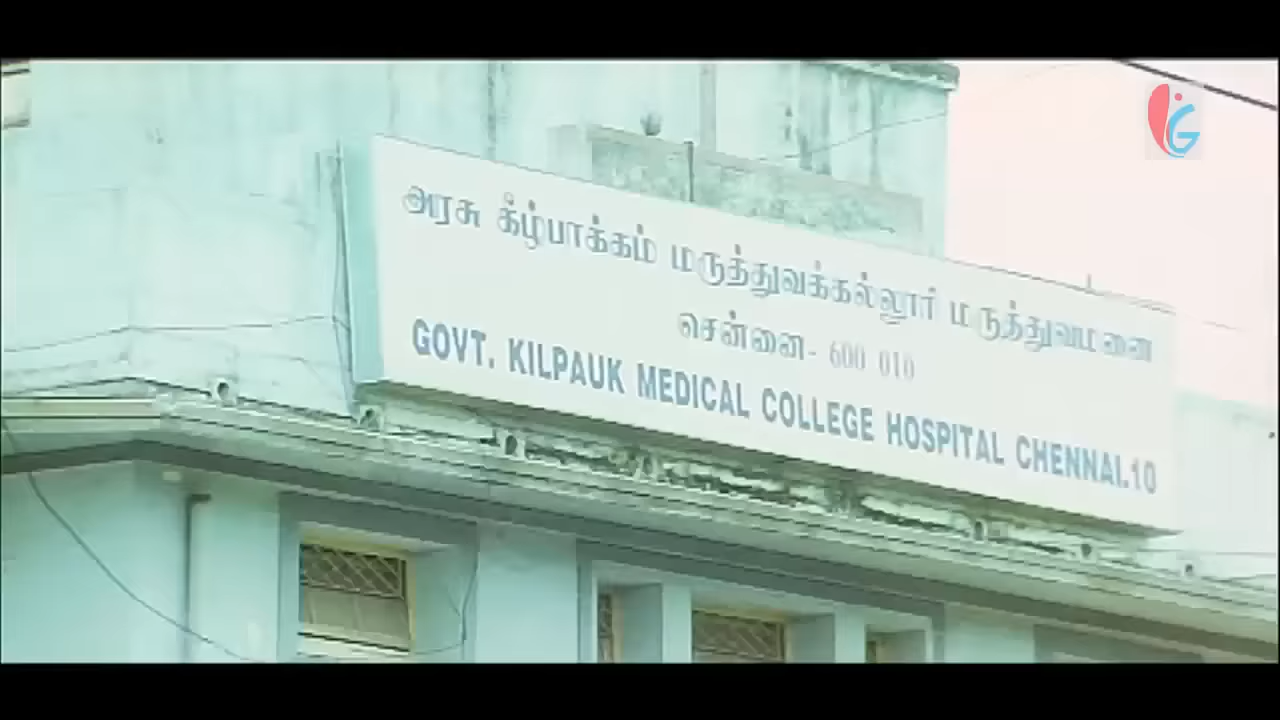 அரசு கீழ்பாக்கம் மருத்துவக்கல்லூரி மருத்துவமனை
சென்னை- 600 010
GOVT. KILPAUK MEDICAL COLLEGE HOSPITAL CHENNAI.10
G